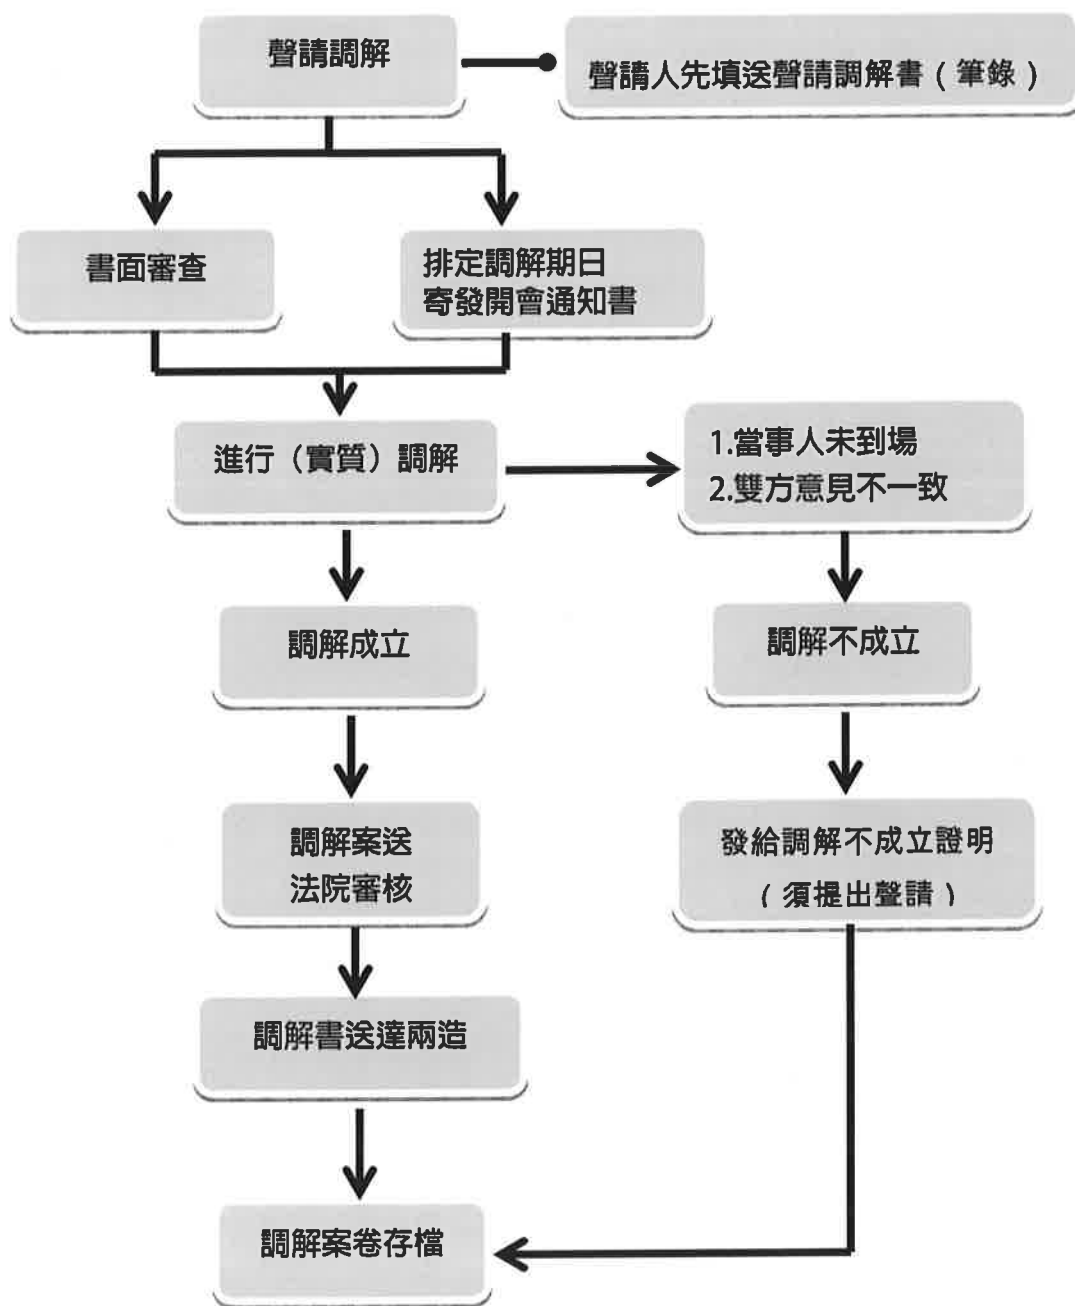 聲請調解
聲請人先填送聲請調解書（筆錄）
書面審查
排定調解期日
寄發開會通知書
進行（實質）調解
1.當事人未到場
2.雙方意見不一致
調解成立
調解不成立
調解案送
法院審核
發給調解不成立證明
（須提出聲請）
調解書送達兩造
調解案卷存檔